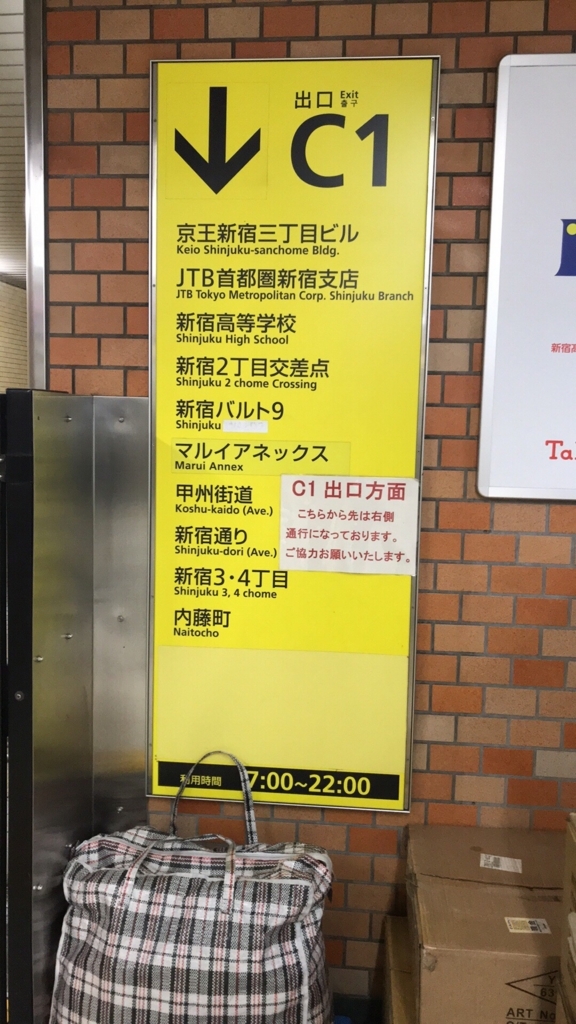 出口 Exit
출구
C1
京王新宿三丁目ビル
Keio Shinjuku-sanchome Bldg.
JTB首都圏新宿支店
JTB Tokyo Metropolitan Corp. Shinjuku Branch
新宿高等学校
Shinjuku High School
新宿2丁目交差点
Shinjuku 2 chome Crossing
新宿バルト9
Shinjuku
マルイアネックス
Marui Annex
甲州街道
Koshu-kaido (Ave.)
新宿通り
Shinjuku-dori (Ave.)
新宿3・4丁目
Shinjuku 3, 4 chome
内藤町
Naitocho
C1 出口方面
こちらから先は右側
通行になっております。
ご協力お願いいたします。
利用時間 7:00~22:00
新宿高
Ta
ART No